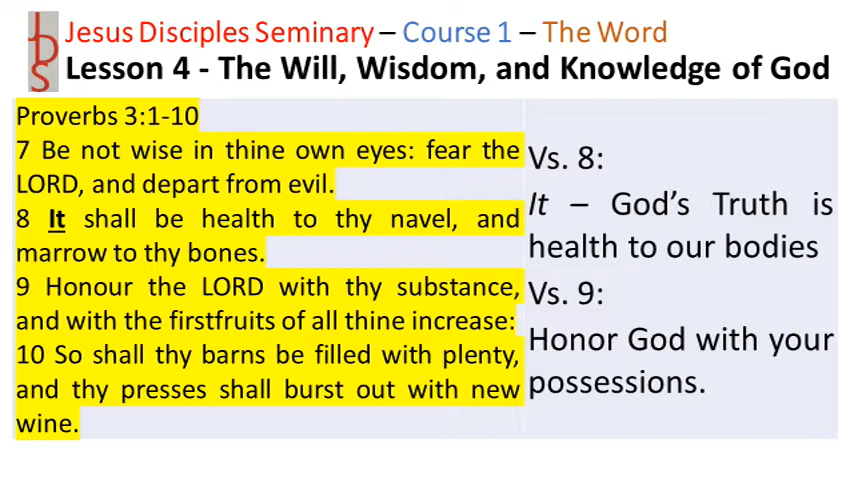 JDS
Jesus Disciples Seminary – Course 1 – The Word
Lesson 4 - The Will, Wisdom, and Knowledge of God
Proverbs 3:1-10
7 Be not wise in thine own eyes: fear the
LORD, and depart from evil.
8 It shall be health to thy navel, and
marrow to thy bones.
9 Honour the LORD with thy substance,
and with the firstfruits of all thine increase:
10 So shall thy barns be filled with plenty,
and thy presses shall burst out with new
wine.
Vs. 8:
It – God's Truth is
health to our bodies
Vs. 9:
Honor God with your
possessions.